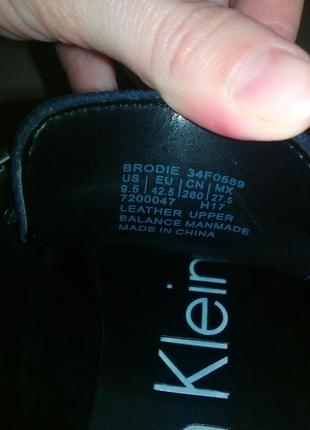 BRODIE 34F0589
US | EU | CN | MX
9.5 | 42.5 | 260 | 27.5
7200047 H17
LEATHER UPPER
BALANCE MANMADE
MADE IN CHINA
n Klein